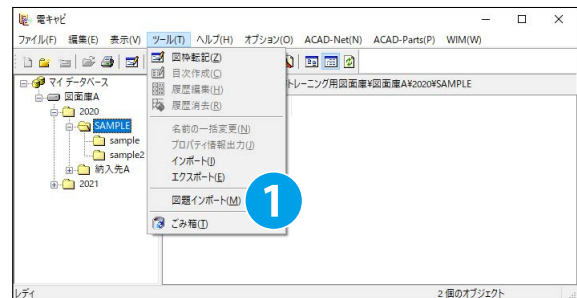 電キャビ
ファイル(F) 編集(E) 表示(V) ツール(T) ヘルプ(H) オプション(O) ACAD-Net(N) ACAD-Parts(P) WIM(W)
図枠転記(Z)
目次作成(C)
履歴編集(H)
履歴消去(R)
名前の一括変更(N)
プロパティ情報出力(J)
インポート(I)
エクスポート(E)
図題インポート(M)
ごみ箱(T)
1
マイ データベース
図面庫A
2020
SAMPLE
sample
sample2
納入先A
2021
トレーニング用図面庫¥図面庫A¥2020¥SAMPLE
レディ
2 個のオブジェクト